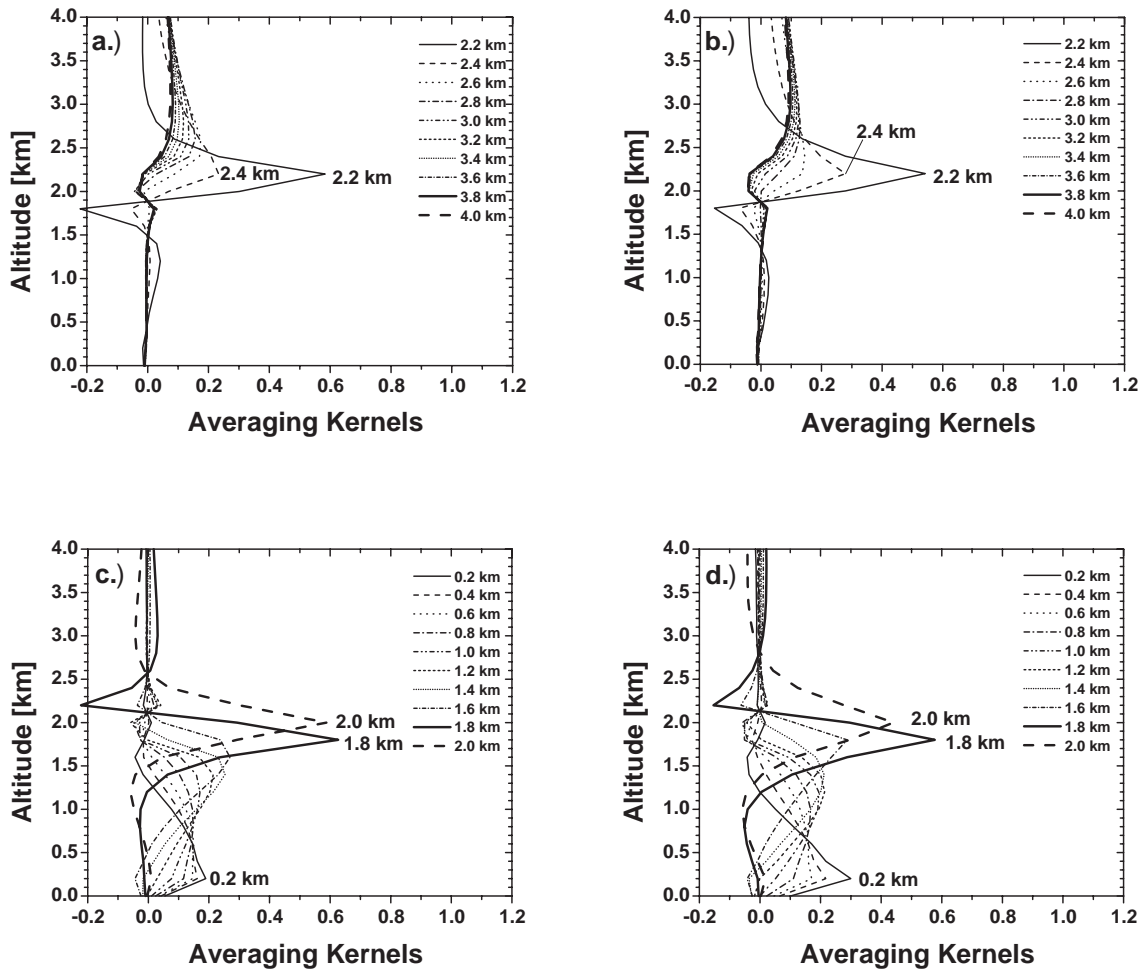 a.)
4.0
3.5
3.0
2.5
2.0
1.5
1.0
0.5
0.0
Altitude [km]
-0.2 0.0 0.2 0.4 0.6 0.8 1.0 1.2
Averaging Kernels
2.4 km
2.2 km
2.2 km
2.4 km
2.6 km
2.8 km
3.0 km
3.2 km
3.4 km
3.6 km
3.8 km
4.0 km
b.)
4.0
3.5
3.0
2.5
2.0
1.5
1.0
0.5
0.0
Altitude [km]
-0.2 0.0 0.2 0.4 0.6 0.8 1.0 1.2
Averaging Kernels
2.4 km
2.2 km
2.2 km
2.4 km
2.6 km
2.8 km
3.0 km
3.2 km
3.4 km
3.6 km
3.8 km
4.0 km
c.)
4.0
3.5
3.0
2.5
2.0
1.5
1.0
0.5
0.0
Altitude [km]
-0.2 0.0 0.2 0.4 0.6 0.8 1.0 1.2
Averaging Kernels
2.0 km
1.8 km
0.2 km
0.2 km
0.4 km
0.6 km
0.8 km
1.0 km
1.2 km
1.4 km
1.6 km
1.8 km
2.0 km
d.)
4.0
3.5
3.0
2.5
2.0
1.5
1.0
0.5
0.0
Altitude [km]
-0.2 0.0 0.2 0.4 0.6 0.8 1.0 1.2
Averaging Kernels
2.0 km
1.8 km
0.2 km
0.2 km
0.4 km
0.6 km
0.8 km
1.0 km
1.2 km
1.4 km
1.6 km
1.8 km
2.0 km